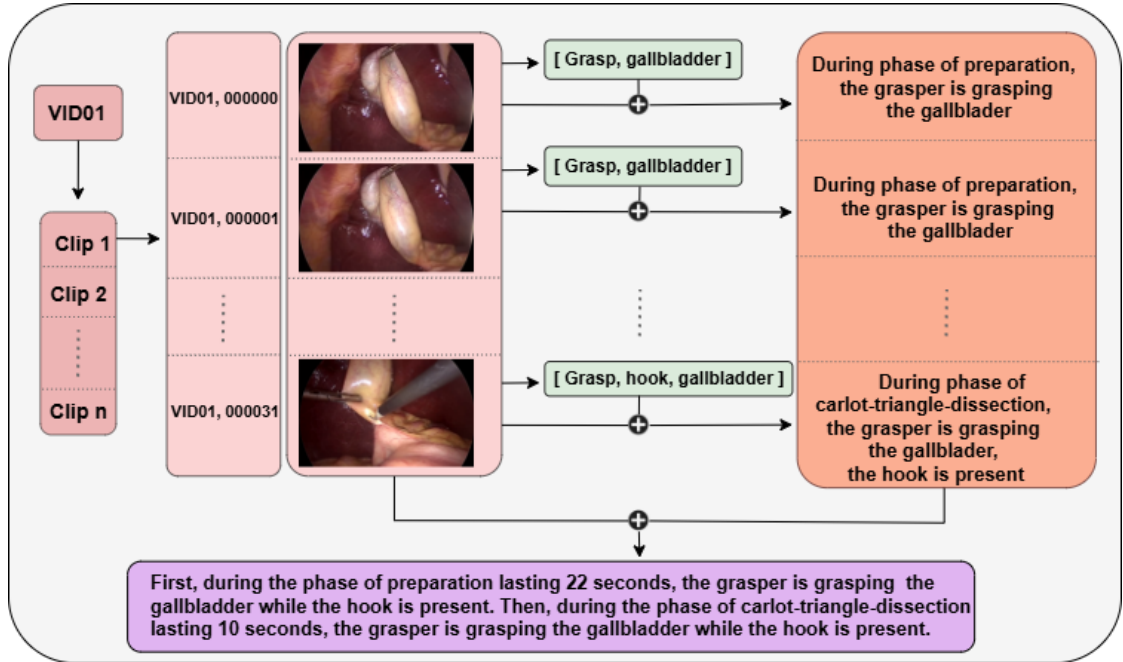 VID01
Clip 1
Clip 2
Clip n
VID01, 000000
VID01, 000001
VID01, 000031
[ Grasp, gallbladder ]
[ Grasp, gallbladder ]
[ Grasp, hook, gallbladder ]
During phase of preparation,
the grasper is grasping
the gallblader
During phase of preparation,
the grasper is grasping
the gallblader
During phase of
carlot-triangle-dissection,
the grasper is grasping
the gallblader,
the hook is present
First, during the phase of preparation lasting 22 seconds, the grasper is grasping the
gallbladder while the hook is present. Then, during the phase of carlot-triangle-dissection
lasting 10 seconds, the grasper is grasping the gallbladder while the hook is present.